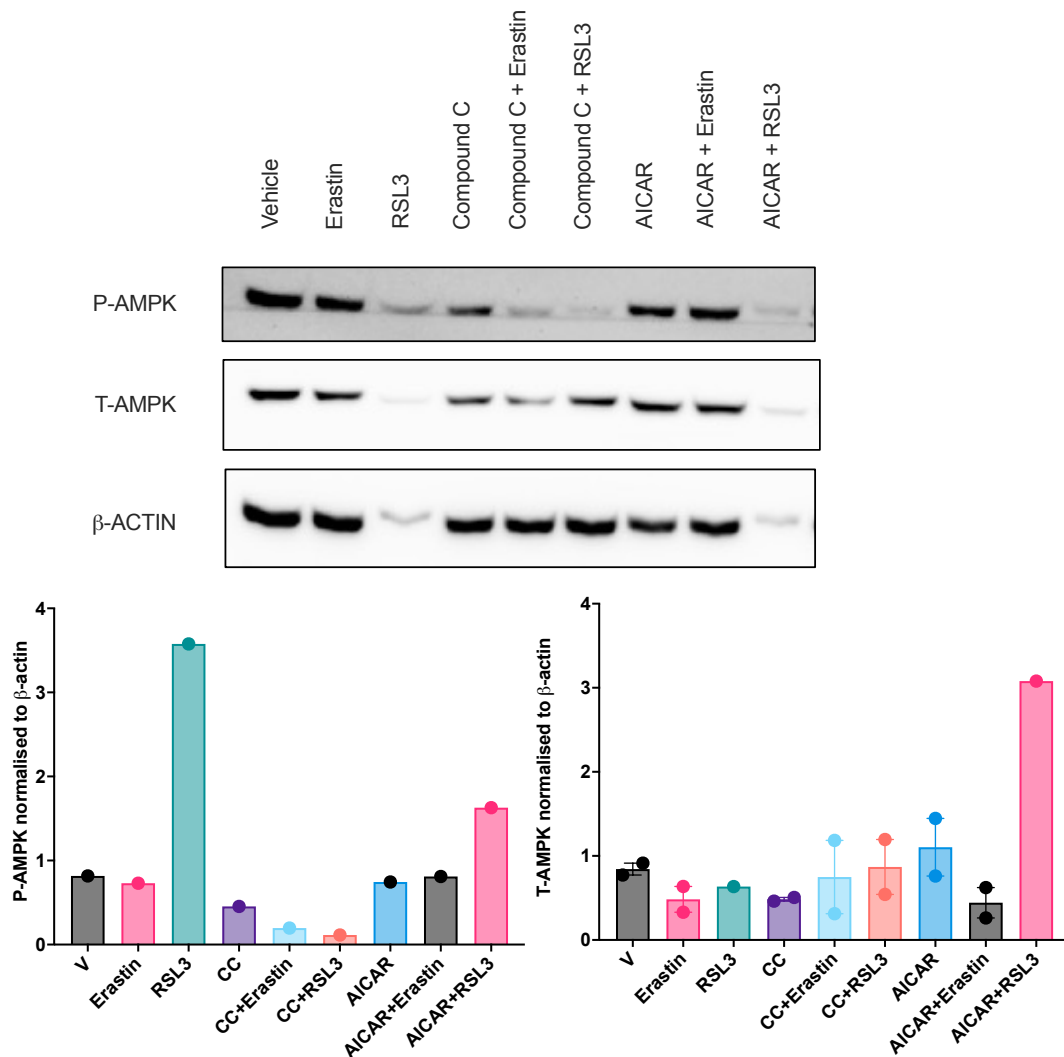 Vehicle
Erastin
RSL3
Compound C
Compound C + Erastin
Compound C + RSL3
AICAR
AICAR + Erastin
AICAR + RSL3
P-AMPK
T-AMPK
β-ACTIN
P-AMPK normalised to β-actin
4
3
2
1
0
V
Erastin
RSL3
CC
CC+Erastin
CC+RSL3
AICAR
AICAR+Erastin
AICAR+RSL3
T-AMPK normalised to β-actin
4
3
2
1
0
V
Erastin
RSL3
CC
CC+Erastin
CC+RSL3
AICAR
AICAR+Erastin
AICAR+RSL3